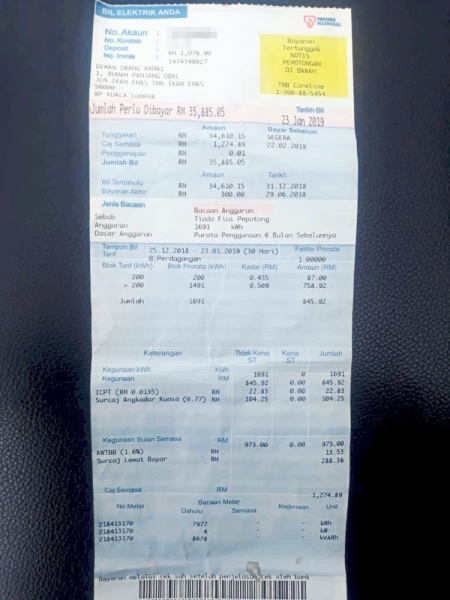 BIL ELEKTRIK ANDA
TENAGA NASIONAL
No. Akaun :
No. Kontrak :
Deposit : RM 1,076.90
No. Invois : 1474348627
Bayaran
Tertunggak
NOTIS
PEMOTONGAN
DI BAWAH
TNB Careline
1-300-88-5454
DEWAN ORANG RAMAI
3, RUMAH PANJANG DBKL
JLN IKAN EMAS TMN IKAN EMAS
56000
WP KUALA LUMPUR
Jumlah Perlu Dibayar RM 35,885.05
Tarikh Bil
23 Jan 2019
Amaun Bayar Sebelum
Tunggakan RM 34,610.15 SEGERA
Caj Semasa RM 1,274.89 22.02.2019
Penggenapan RM 0.01
Jumlah Bil RM 35,885.05
Amaun Tarikh
Bil Terdahulu RM 34,610.15 31.12.2018
Bayaran Akhir RM 300.00 29.06.2018
Jenis Bacaan Bacaan Anggaran
Sebab Tiada Fius Pepotong
Anggaran 1691 kWh
Dasar Anggaran Purata Penggunaan 6 Bulan Sebelumnya
Tempoh Bil 25.12.2018 - 23.01.2019 (30 Hari) Faktor Prorata
Tarif B:Perdagangan 1.00000
Blok Tarif (kWh) Blok Prorata (kWh) Kadar (RM) Amaun (RM)
200 200 0.435 87.00
> 200 1491 0.509 758.92
Jumlah 1691 845.92
Keterangan Tidak Kena ST Kena ST Jumlah
Kegunaan kWh kWh 1691 0 1691
Kegunaan RM 845.92 0.00 845.92
ICPT (RM 0.0135) 22.83 0.00 22.83
Surcaj Angkadar Kuasa (0.77) RM 104.25 0.00 104.25
Kegunaan Bulan Semasa RM 973.00 0.00 973.00
KWTBB (1.6%) RM 13.53
Surcaj Lewat Bayar RM 288.36
Caj Semasa RM 1,274.89
No Meter Bacaan Meter Kegunaan Unit
Dahulu Semasa
218413170 7977 - - kWh
218413170 4 - - kW
218413170 8678 - - kVARh
Bayaran melalui cek sah setelah penjelasan cek oleh bank